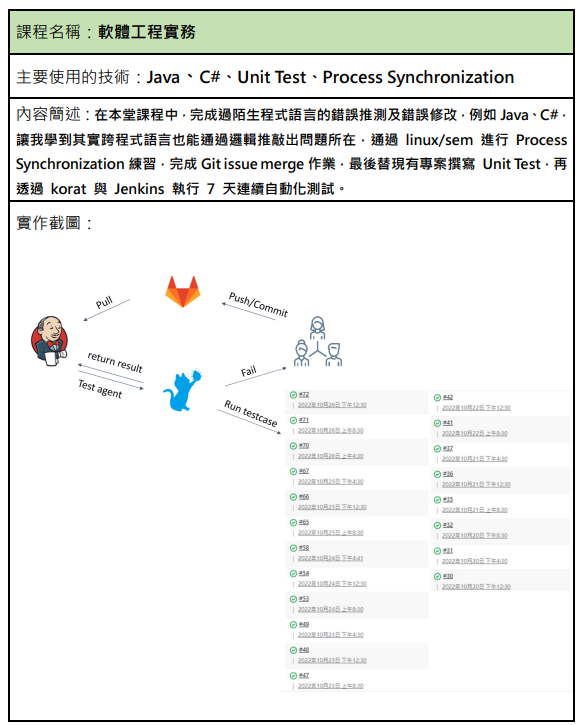 課程名稱：軟體工程實務
主要使用的技術：Java、C#、Unit Test、Process Synchronization
內容簡述：在本堂課程中，完成過陌生程式語言的錯誤推測及錯誤修改，例如 Java、C#，
讓我學到其實跨程式語言也能通過邏輯推敲出問題所在，通過 linux/sem 進行 Process
Synchronization 練習，完成 Git issue merge 作業，最後替現有專案撰寫 Unit Test，再
透過 korat 與 Jenkins 執行 7 天連續自動化測試。
實作截圖：
Pull
Push/Commit
return result
Test agent
Fail
Run testcase
#72
2022年10月26日 下午12:30
#71
2022年10月26日 上午8:30
#70
2022年10月26日 上午4:30
#67
2022年10月25日 下午4:30
#66
2022年10月25日 下午12:30
#65
2022年10月25日 上午8:30
#58
2022年10月24日 下午4:41
#54
2022年10月24日 下午12:30
#53
2022年10月24日 上午8:30
#49
2022年10月23日 下午4:30
#48
2022年10月23日 下午12:30
#47
2022年10月23日 上午8:30
#42
2022年10月22日 下午12:30
#41
2022年10月22日 上午8:30
#37
2022年10月21日 下午4:30
#36
2022年10月21日 下午12:30
#35
2022年10月21日 上午8:30
#32
2022年10月20日 下午8:30
#31
2022年10月20日 下午4:30
#30
2022年10月20日 下午12:30